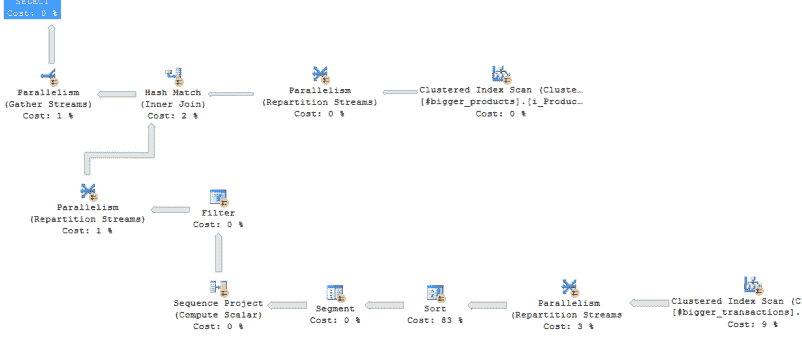 SELECT
Cost: 0 %
Parallelism
(Gather Streams)
Cost: 1 %
Hash Match
(Inner Join)
Cost: 2 %
Parallelism
(Repartition Streams)
Cost: 0 %
Clustered Index Scan (Cluste…
[#bigger_products].[i_Produc…
Cost: 0 %
Parallelism
(Repartition Streams)
Cost: 1 %
Filter
Cost: 0 %
Sequence Project
(Compute Scalar)
Cost: 0 %
Segment
Cost: 0 %
Sort
Cost: 83 %
Parallelism
(Repartition Streams
Cost: 3 %
Clustered Index Scan (C
[#bigger_transactions].
Cost: 9 %